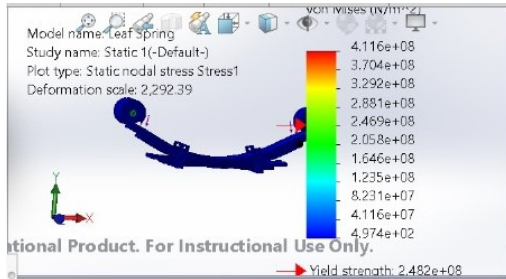 von Mises (N/m^2)
Model name: Leaf Spring
Study name: Static 1(-Default-)
Plot type: Static nodal stress Stress1
Deformation scale: 2,292.39
4.116e+08
3.704e+08
3.292e+08
2.881e+08
2.469e+08
2.058e+08
1.646e+08
1.235e+08
8.231e+07
4.116e+07
4.974e+02
Y
X
ational Product. For Instructional Use Only.
Yield strength: 2.482e+08